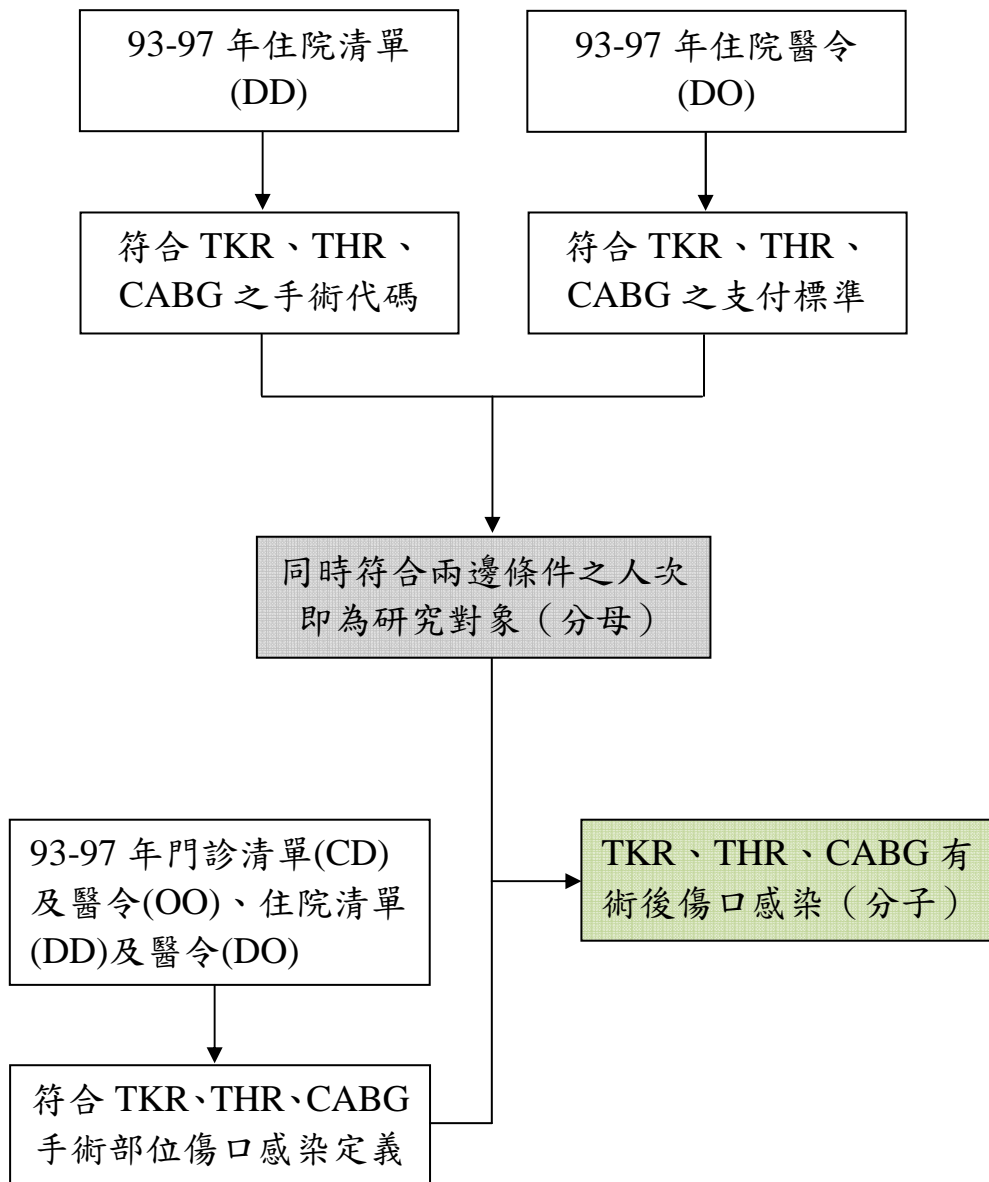 93-97 年住院清單
(DD)
93-97 年住院醫令
(DO)
符合 TKR、THR、
CABG 之手術代碼
符合 TKR、THR、
CABG 之支付標準
同時符合兩邊條件之人次
即為研究對象（分母）
93-97 年門診清單(CD)
及醫令(OO)、住院清單
(DD)及醫令(DO)
TKR、THR、CABG 有
術後傷口感染（分子）
符合 TKR、THR、CABG
手術部位傷口感染定義